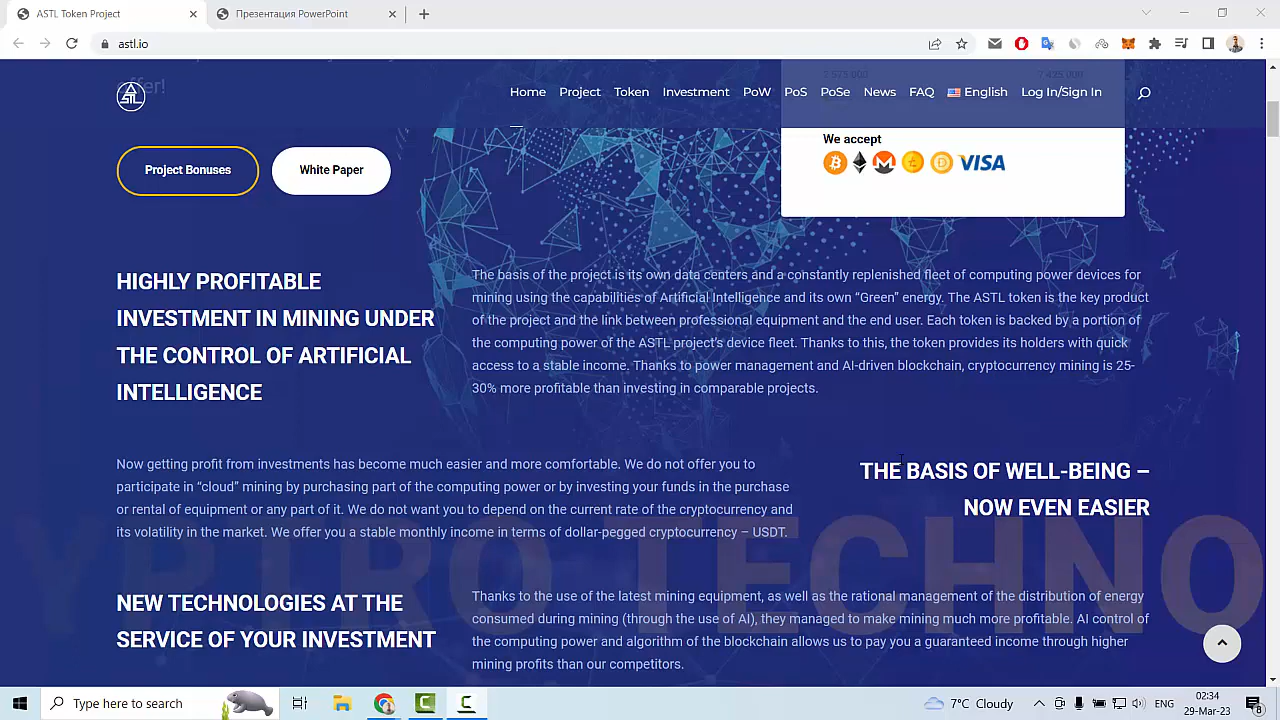 ASTL Token Project
Презентация PowerPoint
astl.io
offer!
ASTL
Home Project Token Investment PoW PoS PoSe News FAQ English Log In/Sign In
2 575 000 7 425 000
We accept
VISA
Project Bonuses White Paper
HIGHLY PROFITABLE
INVESTMENT IN MINING UNDER
THE CONTROL OF ARTIFICIAL
INTELLIGENCE
The basis of the project is its own data centers and a constantly replenished fleet of computing power devices for
mining using the capabilities of Artificial Intelligence and its own “Green” energy. The ASTL token is the key product
of the project and the link between professional equipment and the end user. Each token is backed by a portion of
the computing power of the ASTL project’s device fleet. Thanks to this, the token provides its holders with quick
access to a stable income. Thanks to power management and AI-driven blockchain, cryptocurrency mining is 25-
30% more profitable than investing in comparable projects.
Now getting profit from investments has become much easier and more comfortable. We do not offer you to
participate in “cloud” mining by purchasing part of the computing power or by investing your funds in the purchase
or rental of equipment or any part of it. We do not want you to depend on the current rate of the cryptocurrency and
its volatility in the market. We offer you a stable monthly income in terms of dollar-pegged cryptocurrency – USDT.
THE BASIS OF WELL-BEING –
NOW EVEN EASIER
YPTRO TECHNO
NEW TECHNOLOGIES AT THE
SERVICE OF YOUR INVESTMENT
Thanks to the use of the latest mining equipment, as well as the rational management of the distribution of energy
consumed during mining (through the use of AI), they managed to make mining much more profitable. AI control of
the computing power and algorithm of the blockchain allows us to pay you a guaranteed income through higher
mining profits than our competitors.
Type here to search
7°C Cloudy
ENG
02:34
29-Mar-23
8